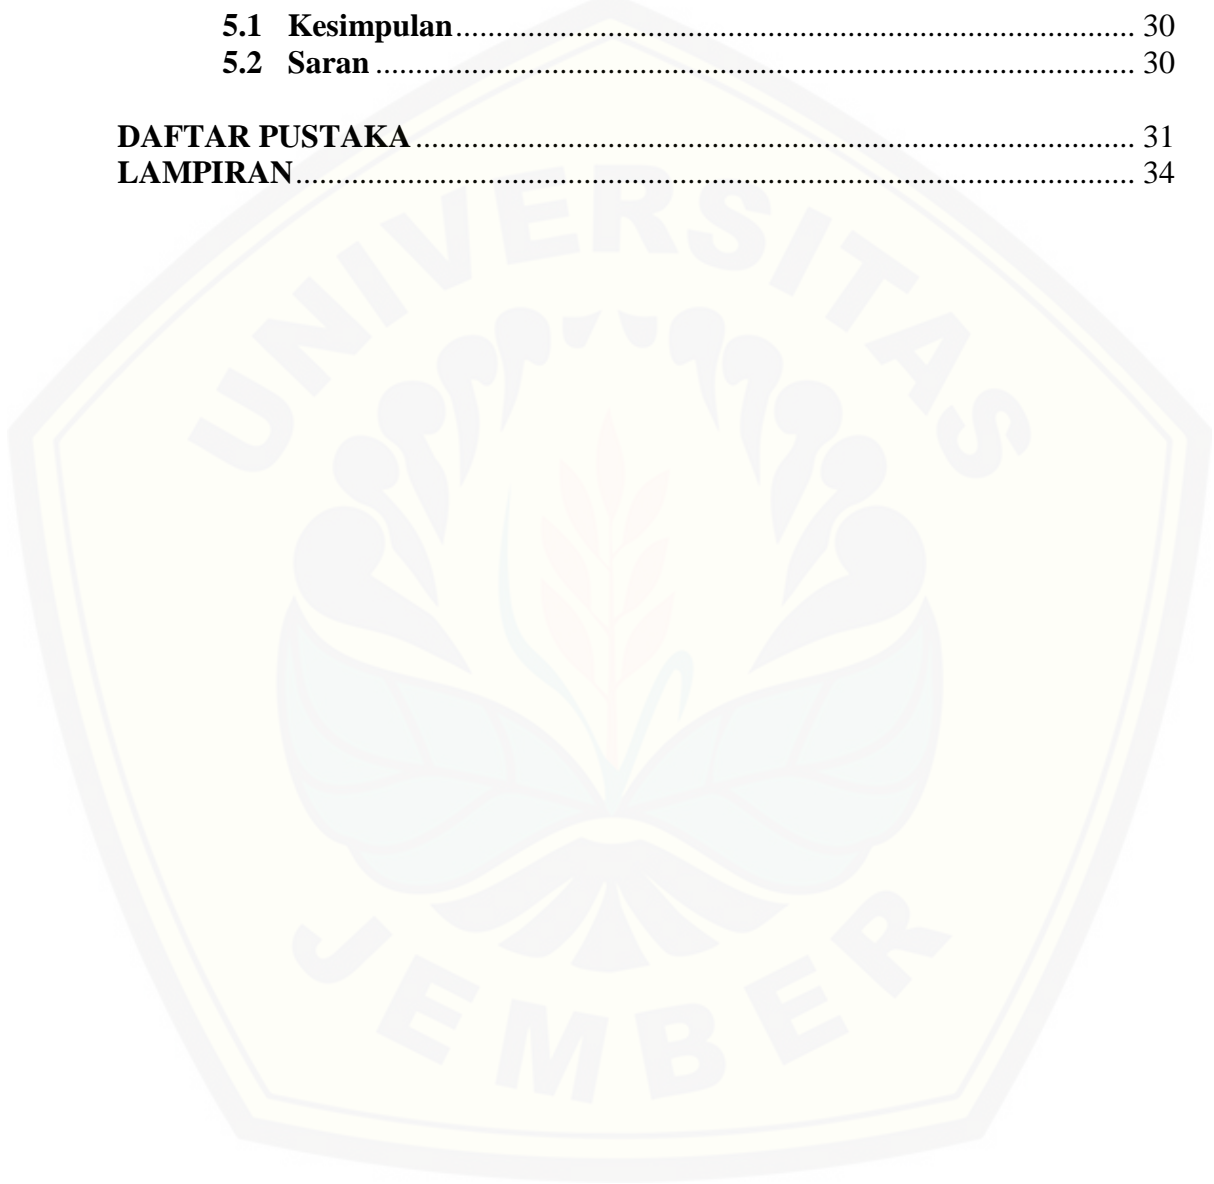 5.1 Kesimpulan.................................................................................... 30
5.2 Saran.............................................................................................. 30
DAFTAR PUSTAKA......................................................................................... 31
LAMPIRAN........................................................................................................ 34
UNIVERSITAS
JEMBER